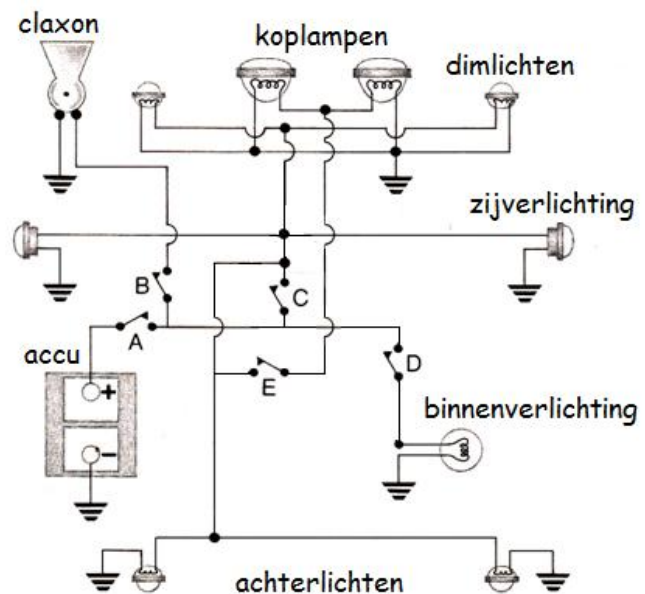 claxon
koplampen
dimlichten
zijverlichting
B
C
A
accu
D
E
+
binnenverlichting
-
achterlichten